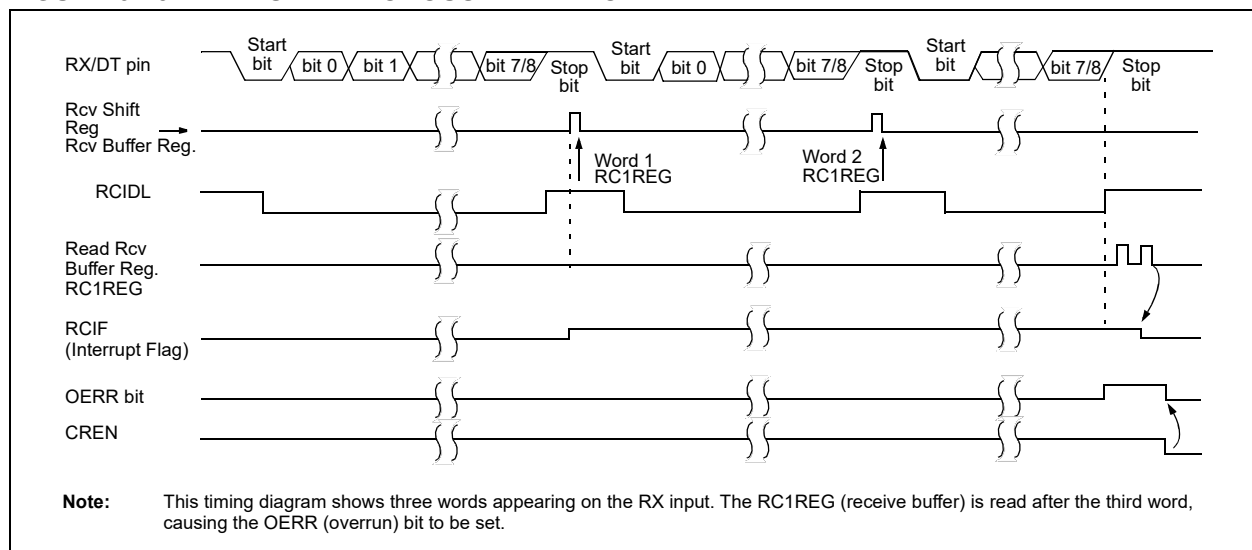 RX/DT pin
Start
bit
bit 0
bit 1
bit 7/8
Stop
bit
Start
bit
bit 0
bit 7/8
Stop
bit
Start
bit
bit 7/8
Stop
bit
Rcv Shift
Reg
Rcv Buffer Reg.
Word 1
RC1REG
Word 2
RC1REG
RCIDL
Read Rcv
Buffer Reg.
RC1REG
RCIF
(Interrupt Flag)
OERR bit
CREN
Note: This timing diagram shows three words appearing on the RX input. The RC1REG (receive buffer) is read after the third word,
causing the OERR (overrun) bit to be set.